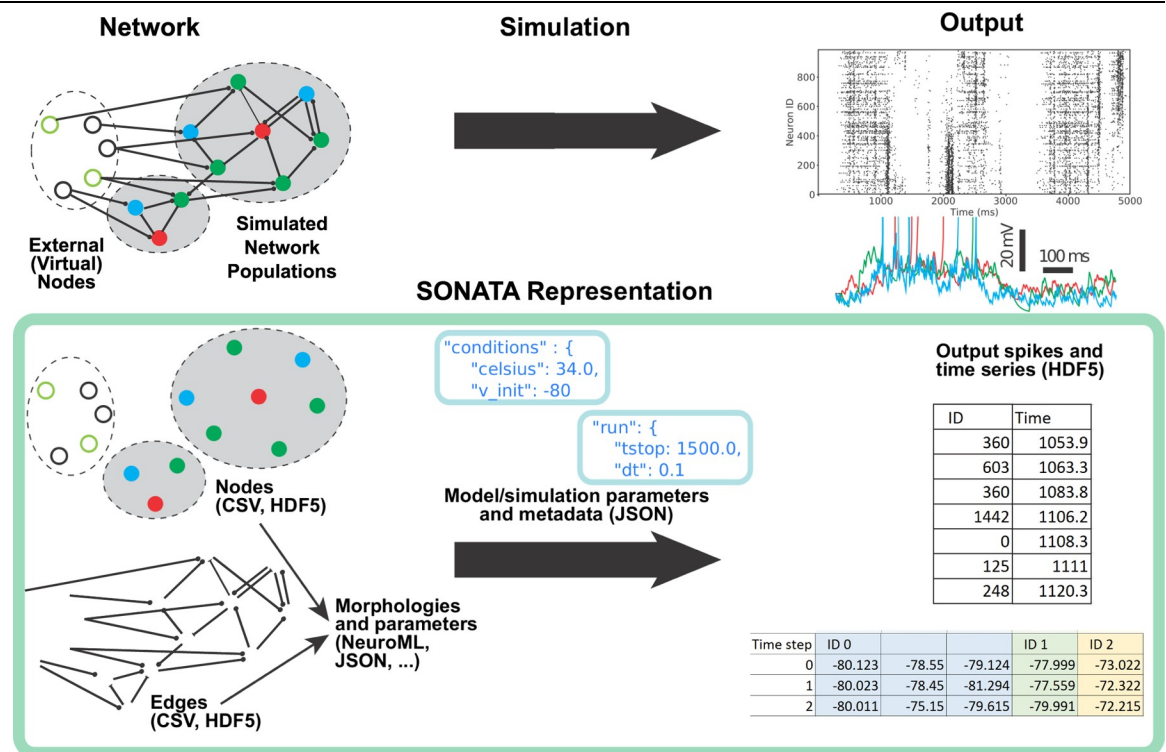 Network
Simulation
Output
External
(Virtual)
Nodes
Simulated
Network
Populations
Neuron ID
800
600
400
200
0
1000
2000
3000
4000
5000
Time (ms)
20 mV
100 ms
SONATA Representation
Nodes
(CSV, HDF5)
Edges
(CSV, HDF5)
Morphologies
and parameters
(NeuroML,
JSON, ...)
"conditions" : {
"celsius": 34.0,
"v_init": -80
"run": {
"tstop: 1500.0,
"dt": 0.1
Model/simulation parameters
and metadata (JSON)
Output spikes and
time series (HDF5)
ID Time
360 1053.9
603 1063.3
360 1083.8
1442 1106.2
0 1108.3
125 1111
248 1120.3
Time step ID 0 ID 1 ID 2
0 -80.123 -78.55 -79.124 -77.999 -73.022
1 -80.023 -78.45 -81.294 -77.559 -72.322
2 -80.011 -75.15 -79.615 -79.991 -72.215